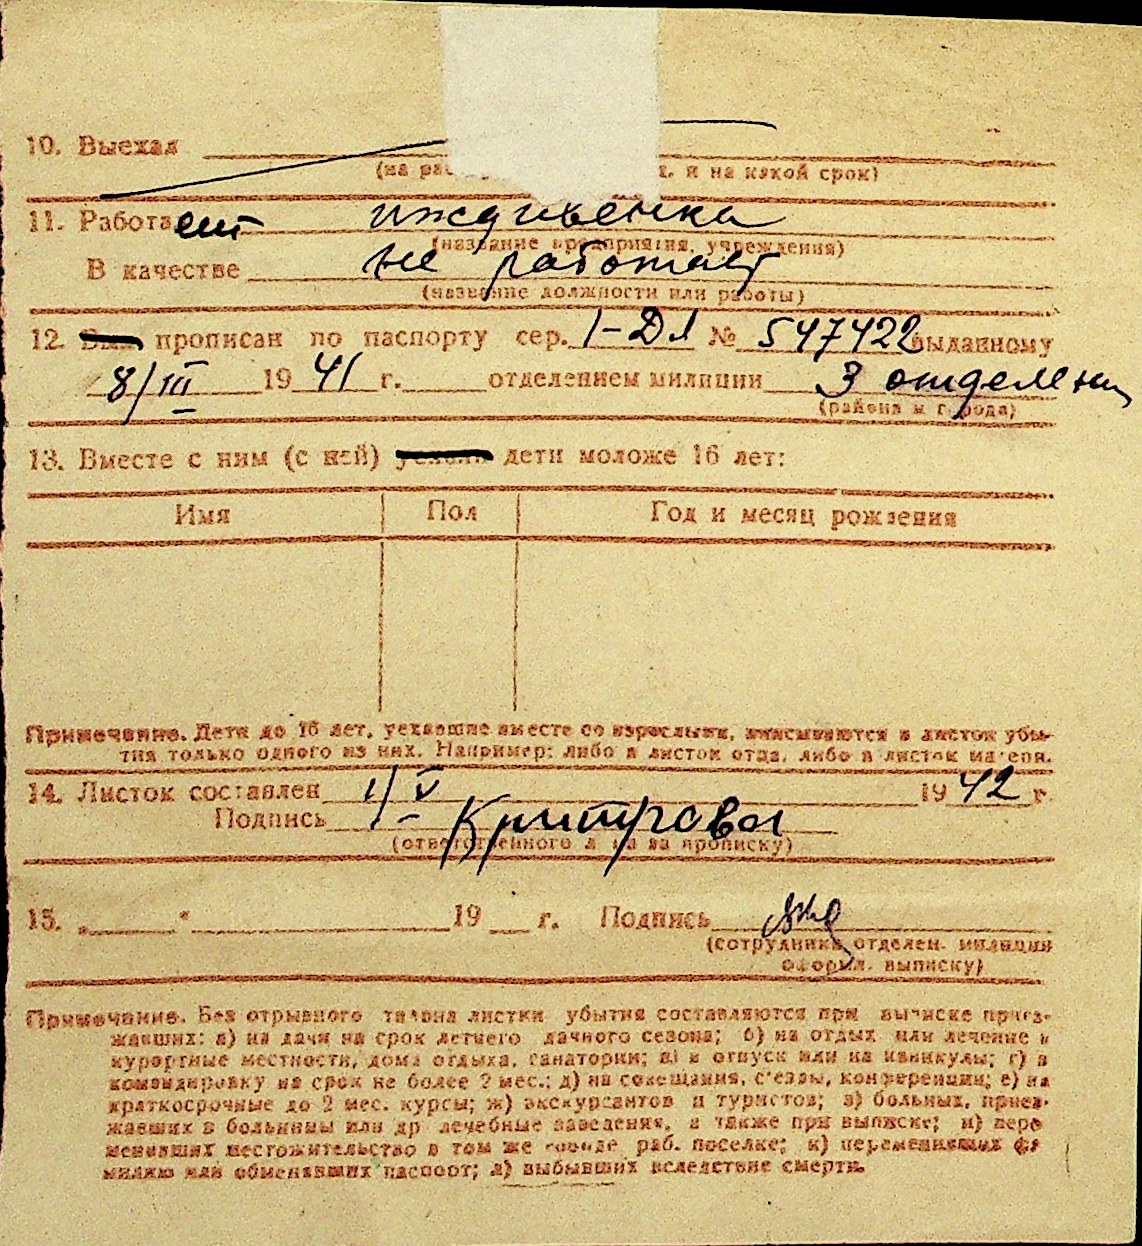 10. Выехал
(на рас х. и на какой срок)
11. Работает иждивенка
(название предприятия, учреждения)
В качестве не работает
(название должности или работы)
12. прописан по паспорту сер. I-ДЛ № 547422 выданному
8/III 1941 г. отделением милиции 3 отделен
(района и города)
13. Вместе с ним (с ней) уехали дети моложе 16 лет:
Имя Пол Год и месяц рождения
Примечание. Дети до 16 лет, уехавшие вместе со взрослыми, вписываются в листок убы-
тия только одного из них. Например: либо в листок отца, либо в листок матери.
14. Листок составлен 1/V 1942 г.
Подпись
(ответственного л за прописку)
15. „ " 19 г. Подпись
(сотрудника отделен. милиции
оформл. выписку)
Примечание. Без отрывного талона листки убытия составляются при выписке приез-
жавших: а) на дачи на срок летнего дачного сезона; б) на отдых или лечение в
курортные местности, дома отдыха, санатории; в) в отпуск или на каникулы; г) в
командировку на срок не более 2 мес.; д) на совещания, с'езды, конференции; е) на
краткосрочные до 2 мес. курсы; ж) экскурсантов и туристов; з) больных, приез-
жавших в больницы или др лечебные заведения, а также при выписке; и) пере
менивших местожительство в том же городе раб. поселке; к) переменивших фа
милию или обменявших паспорт; л) выбывших вследствие смерти.